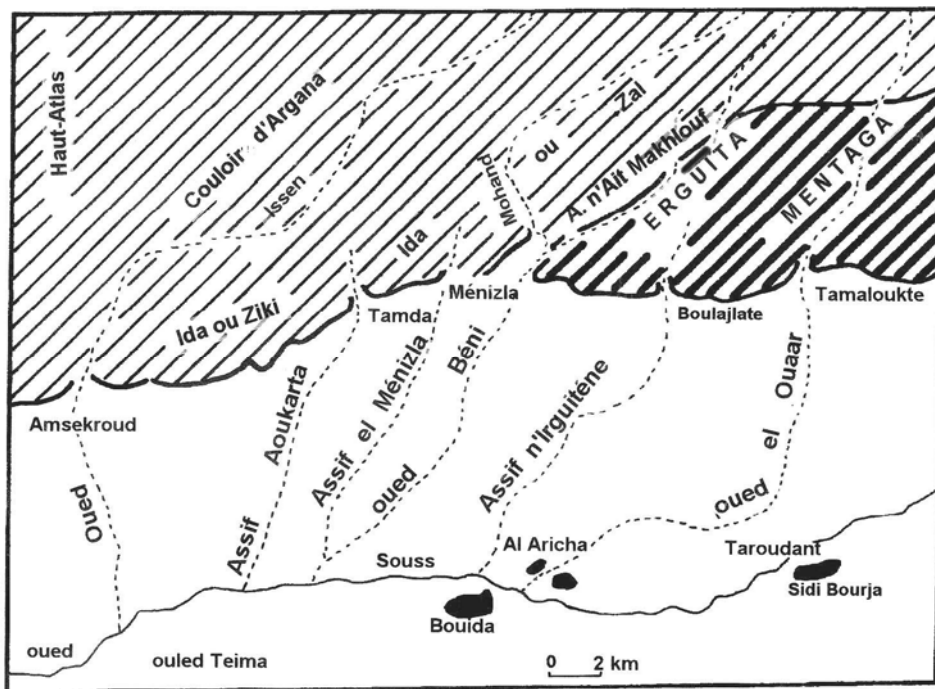 Haut-Atlas
Couloir d'Argana
Issen
Mohand
ou Zal
A. n'Ait Makhlouf
ERGUITA
MENTAGA
Ida
Ida ou Ziki
Tamda
Ménizla
Boulajlate
Tamaloukte
Amsekroud
Oued
Assif Aoukarta
Assif el Ménizla
oued Béni
Assif n'Irguitène
oued el Ouaar
Souss
Al Aricha
Taroudant
Sidi Bourja
Bouida
oued
ouled Teima
0 2 km